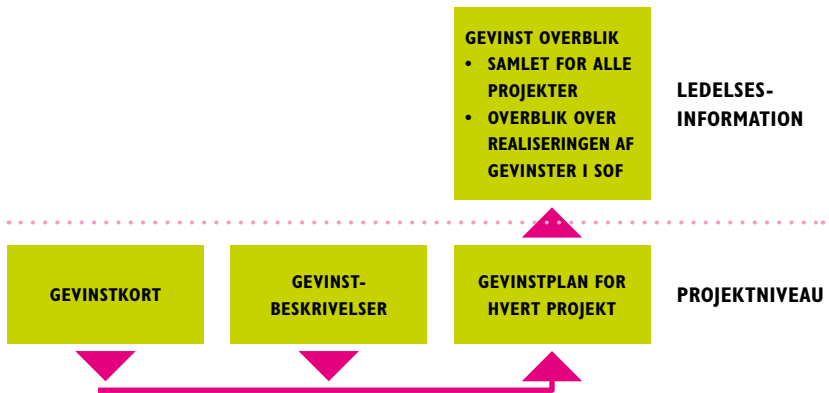 GEVINST OVERBLIK
• SAMLET FOR ALLE
PROJEKTER
• OVERBLIK OVER
REALISERINGEN AF
GEVINSTER I SOF
LEDELSES-
INFORMATION
GEVINSTKORT
GEVINST-
BESKRIVELSER
GEVINSTPLAN FOR
HVERT PROJEKT
PROJEKTNIVEAU